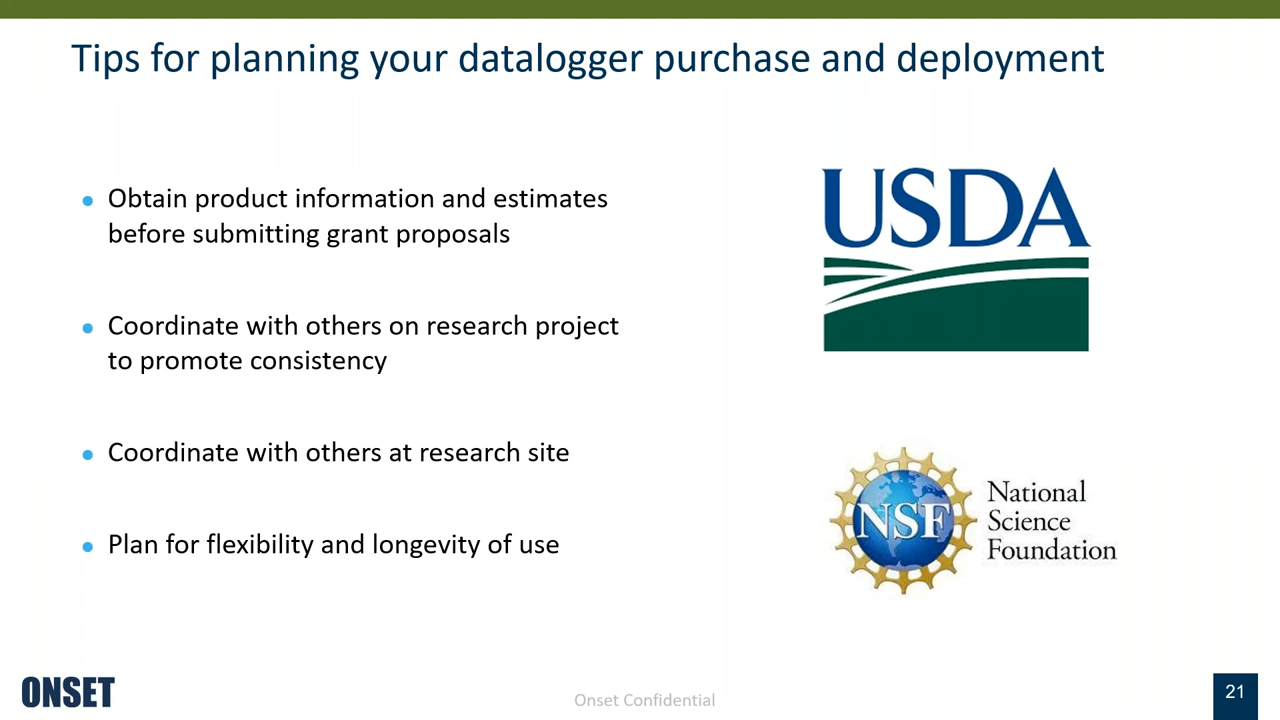 Tips for planning your datalogger purchase and deployment
● Obtain product information and estimates
before submitting grant proposals
● Coordinate with others on research project
to promote consistency
● Coordinate with others at research site
● Plan for flexibility and longevity of use
USDA
NSF
National
Science
Foundation
ONSET
Onset Confidential
21